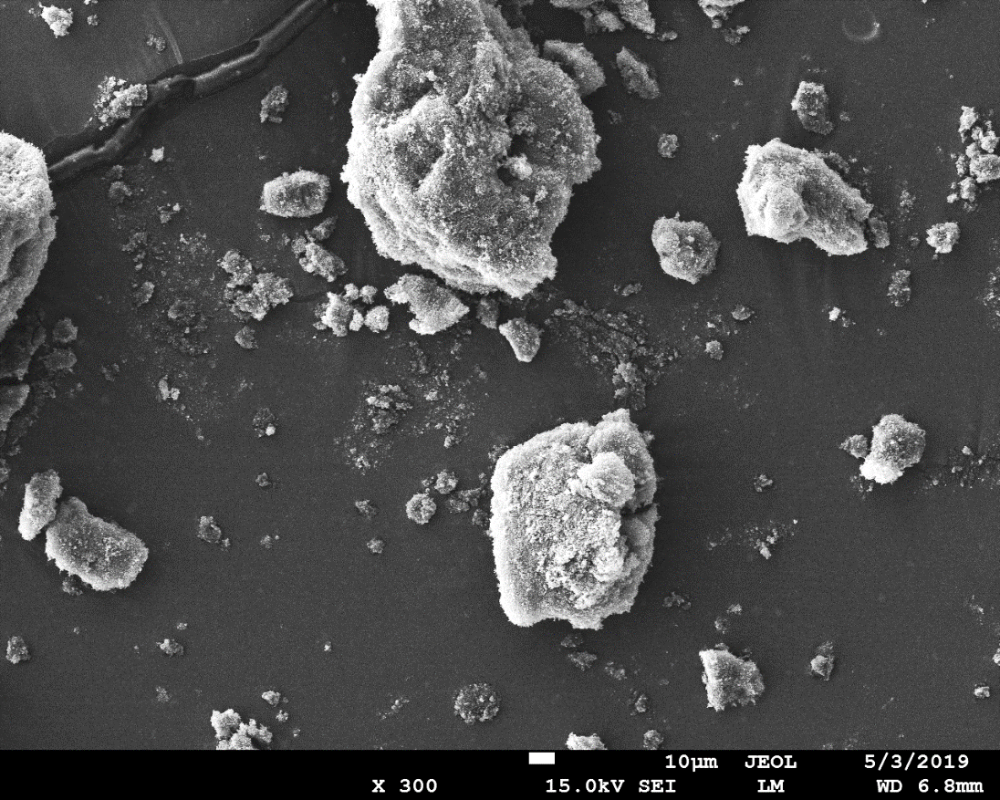 10µm JEOL 5/3/2019
X 300 15.0kV SEI LM WD 6.8mm